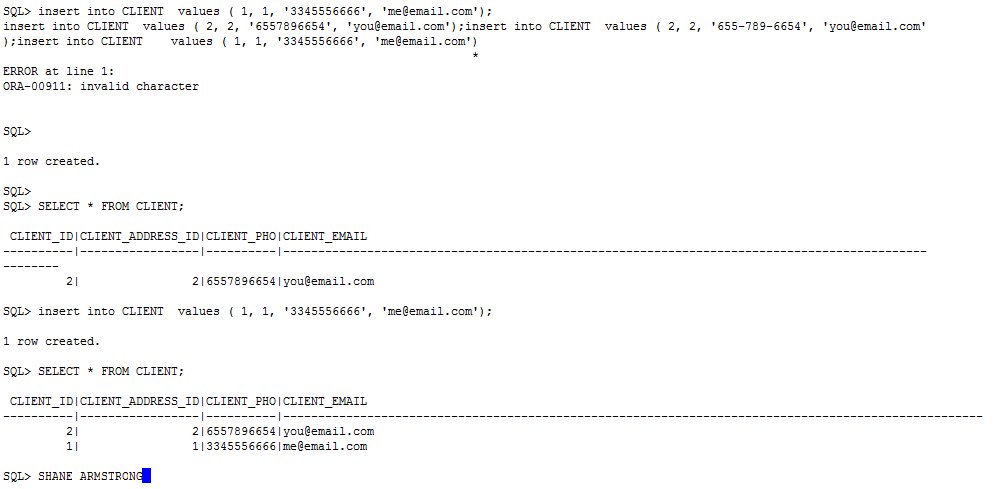 SQL> insert into CLIENT  values ( 1, 1, '3345556666', 'me@email.com');
insert into CLIENT  values ( 2, 2, '6557896654', 'you@email.com');insert into CLIENT  values ( 2, 2, '655-789-6654', 'you@email.com'
);insert into CLIENT    values ( 1, 1, '3345556666', 'me@email.com')
*
ERROR at line 1:
ORA-00911: invalid character
SQL>
1 row created.
SQL>
SQL> SELECT * FROM CLIENT;
CLIENT_ID|CLIENT_ADDRESS_ID|CLIENT_PHO|CLIENT_EMAIL
----------|-----------------|----------|--------------------------------------------------------------------------------------------
--------
2|                2|6557896654|you@email.com
SQL> insert into CLIENT  values ( 1, 1, '3345556666', 'me@email.com');
1 row created.
SQL> SELECT * FROM CLIENT;
CLIENT_ID|CLIENT_ADDRESS_ID|CLIENT_PHO|CLIENT_EMAIL
----------|-----------------|----------|----------------------------------------------------------------------------------------------------
2|                2|6557896654|you@email.com
1|                1|3345556666|me@email.com
SQL> SHANE ARMSTRONG